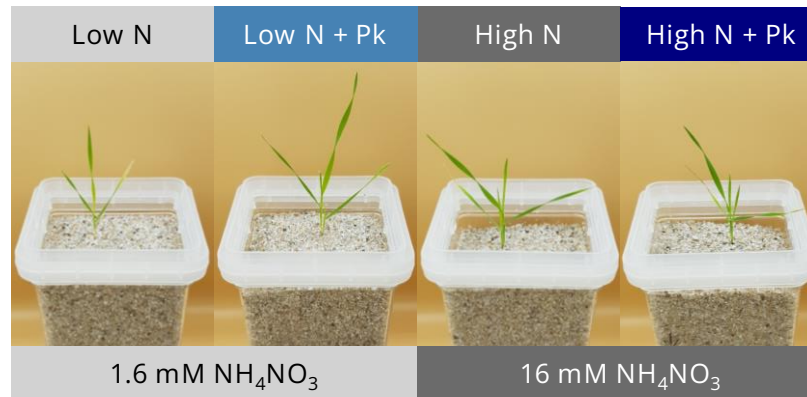 Low N
Low N + Pk
High N
High N + Pk
1.6 mM NH₄NO₃
16 mM NH₄NO₃